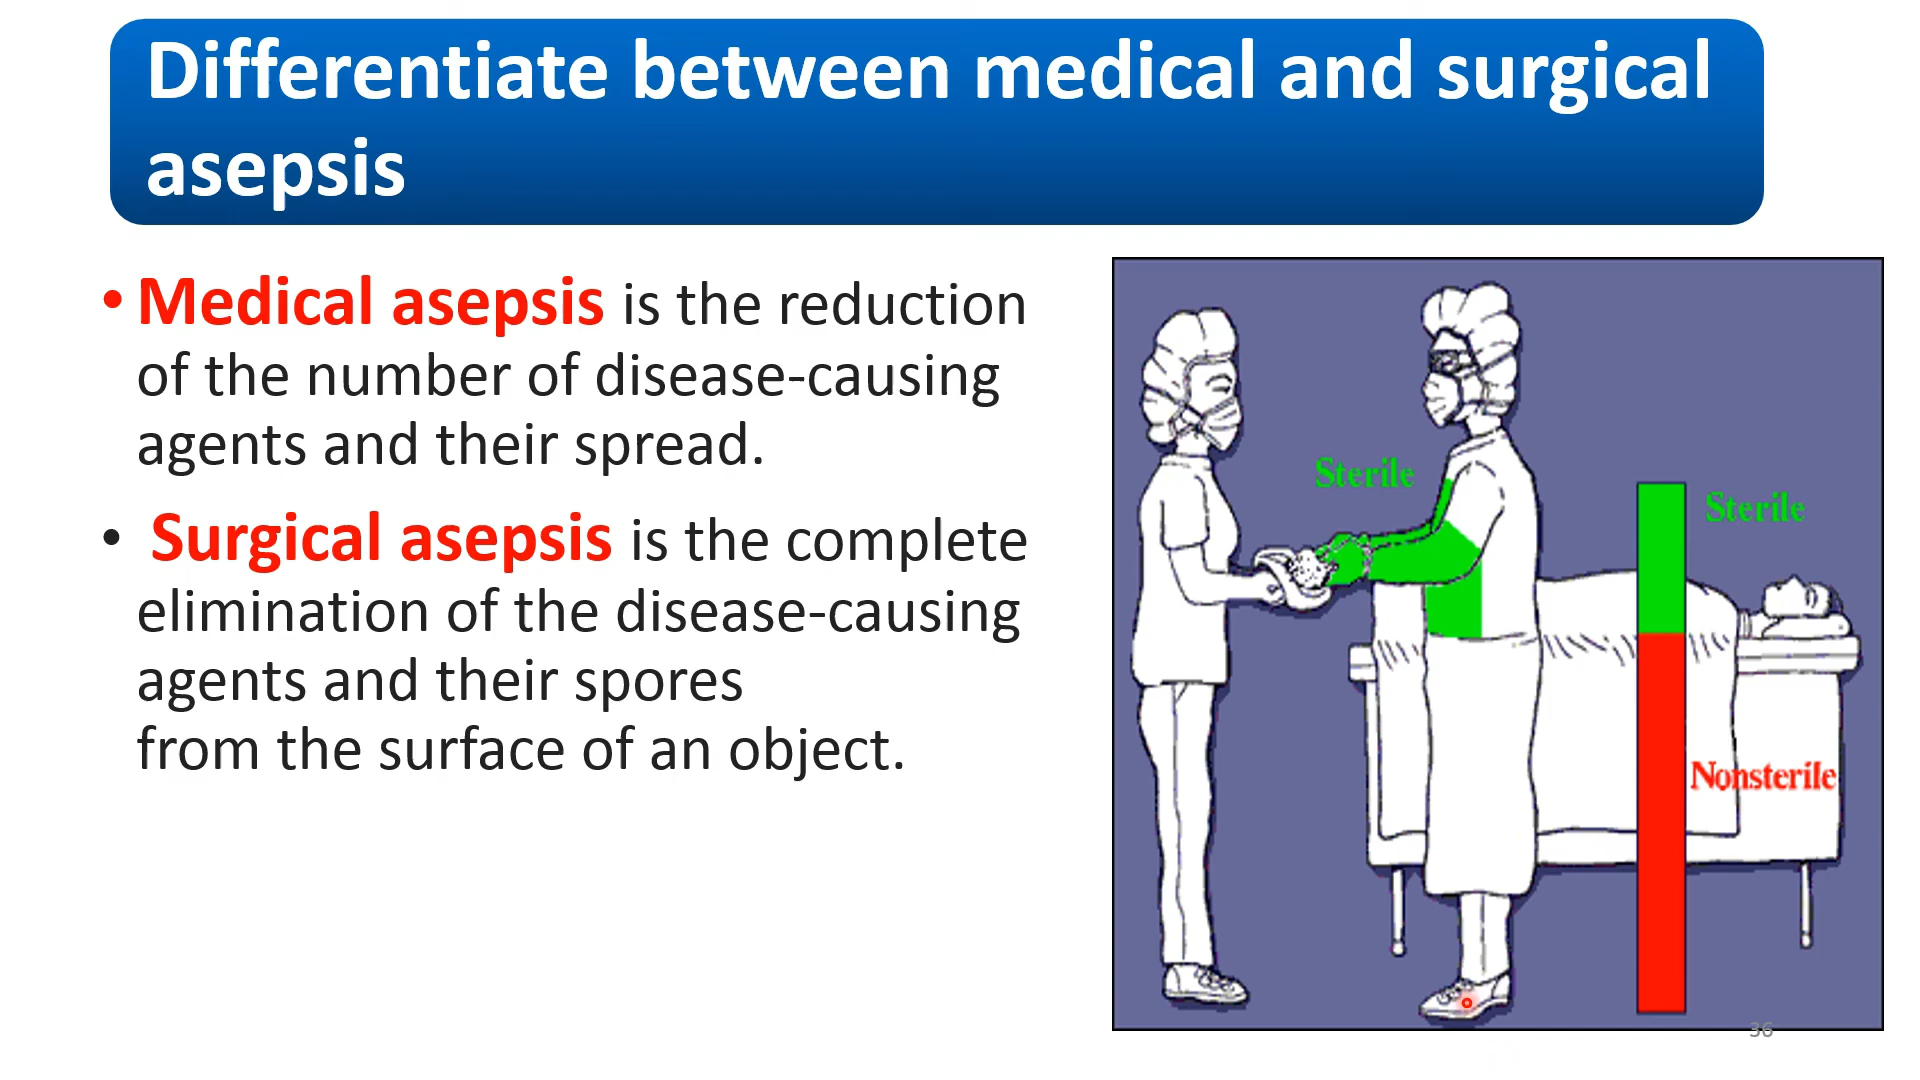 Differentiate between medical and surgical
asepsis
• Medical asepsis is the reduction
of the number of disease-causing
agents and their spread.
• Surgical asepsis is the complete
elimination of the disease-causing
agents and their spores
from the surface of an object.
Sterile
Sterile
Nonsterile
36